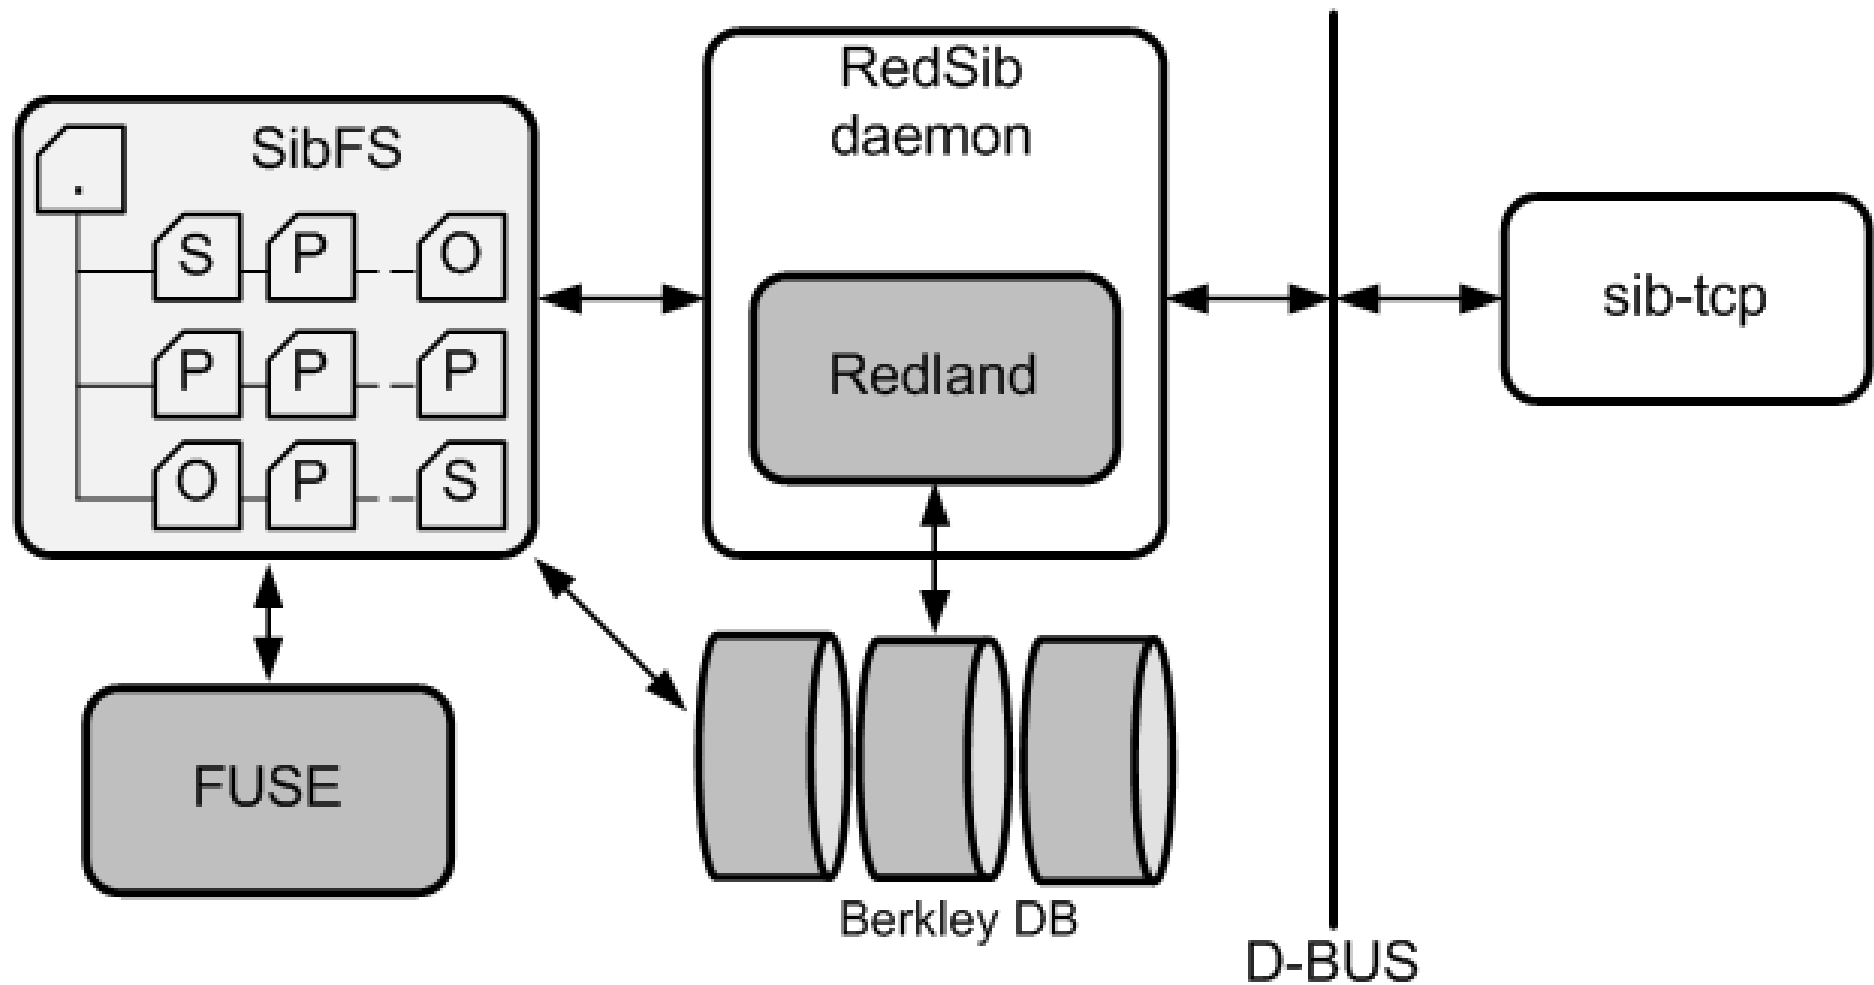 RedSib
daemon
SibFS
.
S P O
P P P
O P S
Redland
sib-tcp
FUSE
Berkley DB
D-BUS